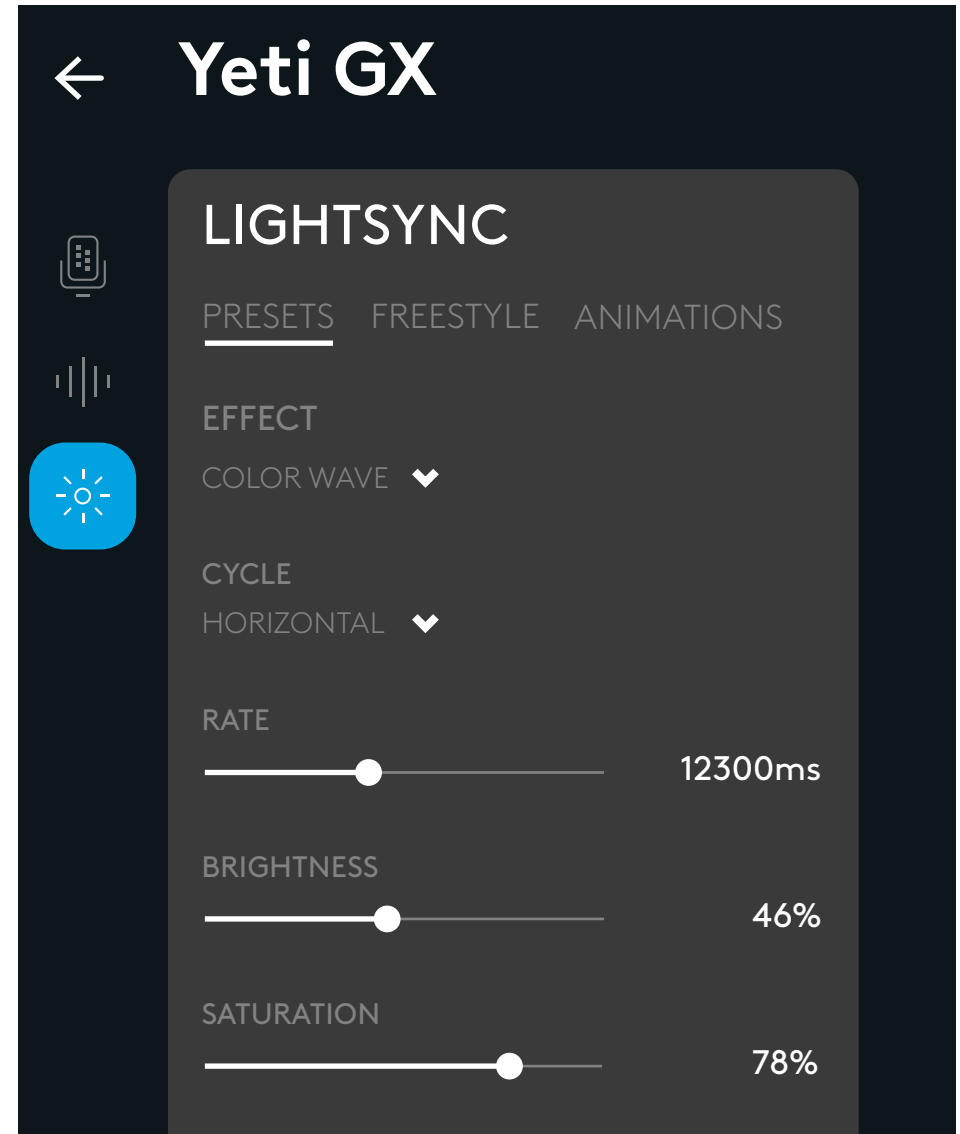 Yeti GX
LIGHTSYNC
PRESETS FREESTYLE ANIMATIONS
EFFECT
COLOR WAVE
CYCLE
HORIZONTAL
RATE
12300ms
BRIGHTNESS
46%
SATURATION
78%